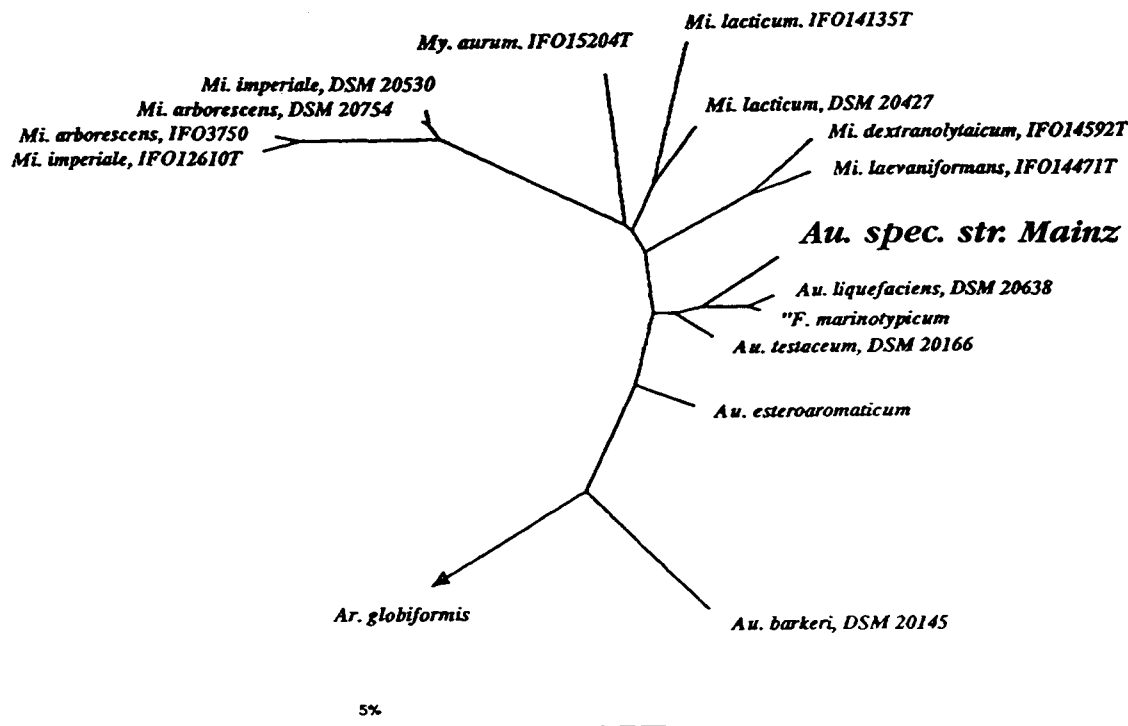 Mi. lacticum. IFO14135T
My. aurum. IFO15204T
Mi. imperiale, DSM 20530
Mi. arborescens, DSM 20754
Mi. arborescens, IFO3750
Mi. imperiale, IFO12610T
Mi. lacticum, DSM 20427
Mi. dextranolytaicum, IFO14592T
Mi. laevaniformans, IFO14471T
Au. spec. str. Mainz
Au. liquefaciens, DSM 20638
"F. marinotypicum
Au. testaceum, DSM 20166
Au. esteroaromaticum
Ar. globiformis
Au. barkeri, DSM 20145
5%